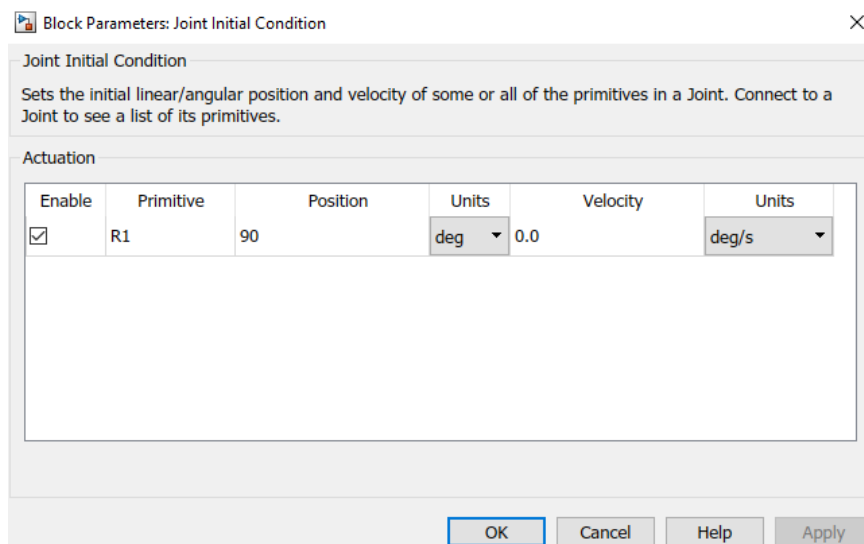 Block Parameters: Joint Initial Condition
Joint Initial Condition
Sets the initial linear/angular position and velocity of some or all of the primitives in a Joint. Connect to a
Joint to see a list of its primitives.
Actuation
Enable Primitive Position Units Velocity Units
R1 90 deg 0.0 deg/s
OK Cancel Help Apply